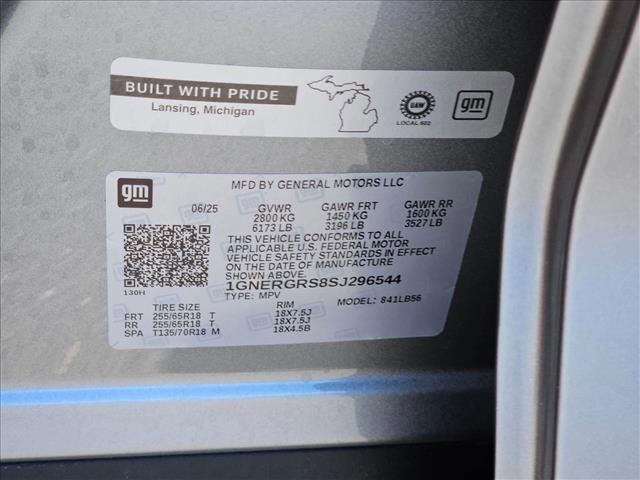 BUILT WITH PRIDE
Lansing, Michigan
UAW
LOCAL 602
gm
gm
MFD BY GENERAL MOTORS LLC
06/25 GVWR GAWR FRT GAWR RR
2800 KG 1450 KG 1600 KG
6173 LB 3196 LB 3527 LB
THIS VEHICLE CONFORMS TO ALL
APPLICABLE U.S. FEDERAL MOTOR
VEHICLE SAFETY STANDARDS IN EFFECT
ON THE DATE OF MANUFACTURE
SHOWN ABOVE.
130H
1GNERGRS8SJ296544
TYPE: MPV MODEL: 841LB56
TIRE SIZE RIM
FRT 255/65R18 T 18X7.5J
RR 255/65R18 T 18X7.5J
SPA T135/70R18 M 18X4.5B